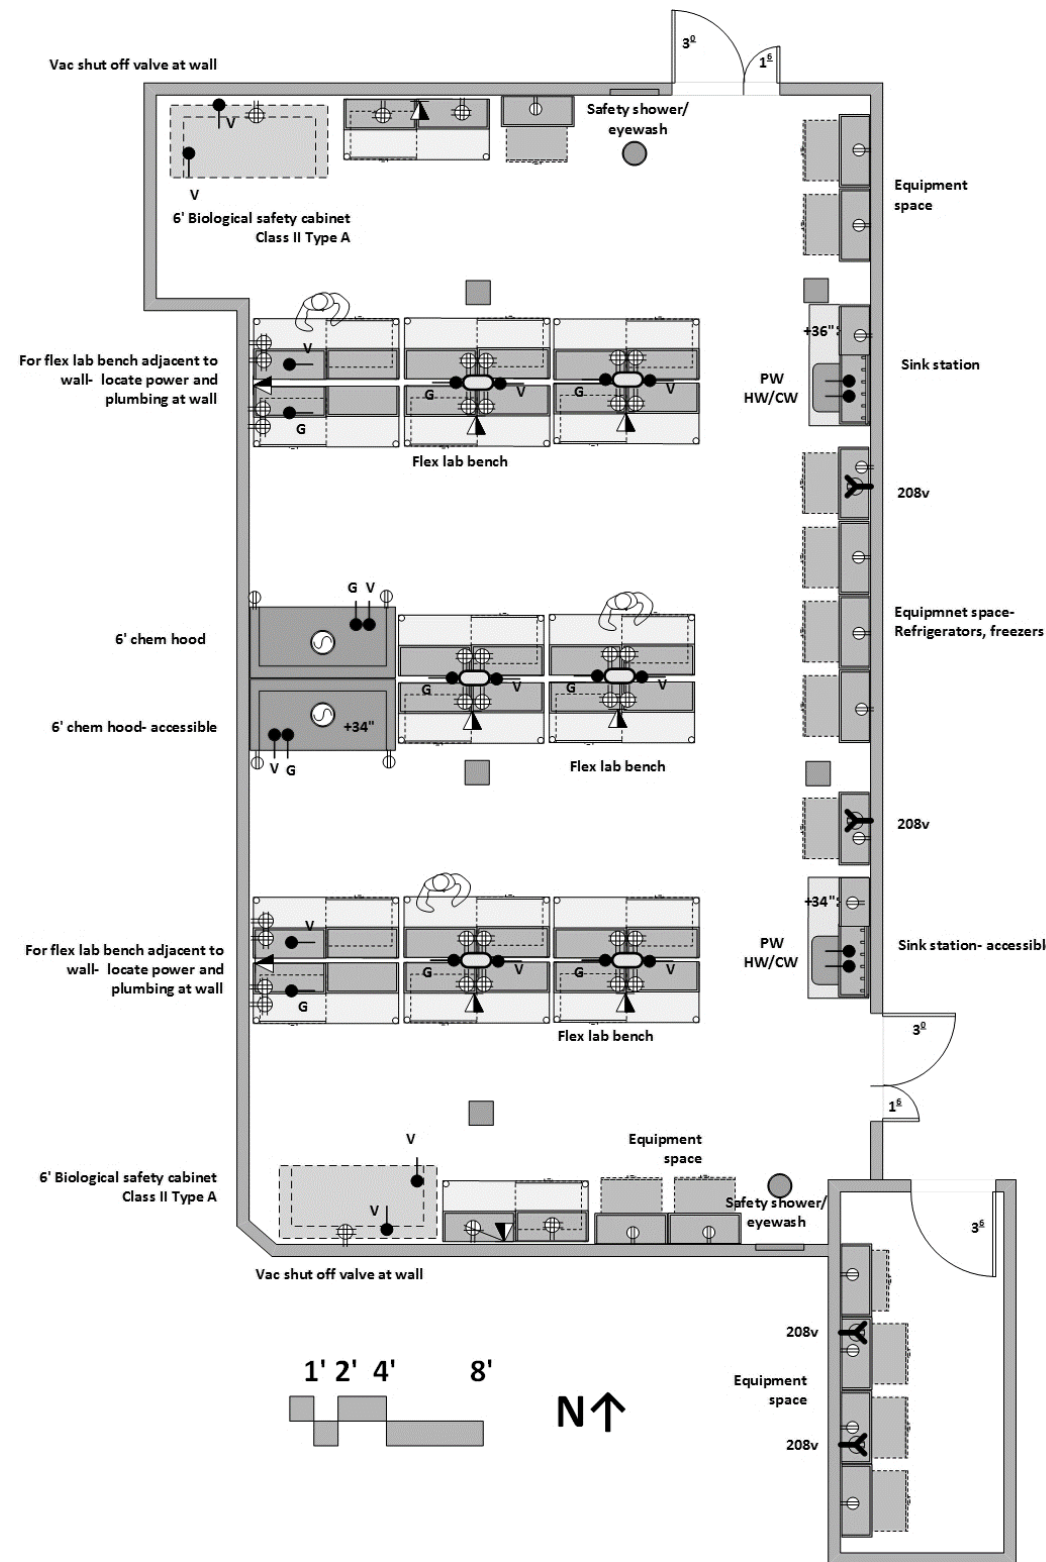 3⁰
1⁶
Vac shut off valve at wall
Safety shower/
eyewash
V
V
6' Biological safety cabinet
Class II Type A
Equipment
space
+36":
V
For flex lab bench adjacent to
wall- locate power and
plumbing at wall
Sink station
PW
HW/CW
G
V
V
G
Flex lab bench
208v
G V
6' chem hood
Equipmnet space-
Refrigerators, freezers
G
V
G
V
6' chem hood- accessible
+34"
V G
Flex lab bench
208v
+34":
V
For flex lab bench adjacent to
wall- locate power and
plumbing at wall
PW
HW/CW
Sink station- accessibl
G
V
G
V
G
Flex lab bench
3⁰
1⁶
V
Equipment
space
6' Biological safety cabinet
Class II Type A
V
Safety shower/
eyewash
3⁶
Vac shut off valve at wall
208v
Equipment
space
208v
1' 2' 4' 8'
N